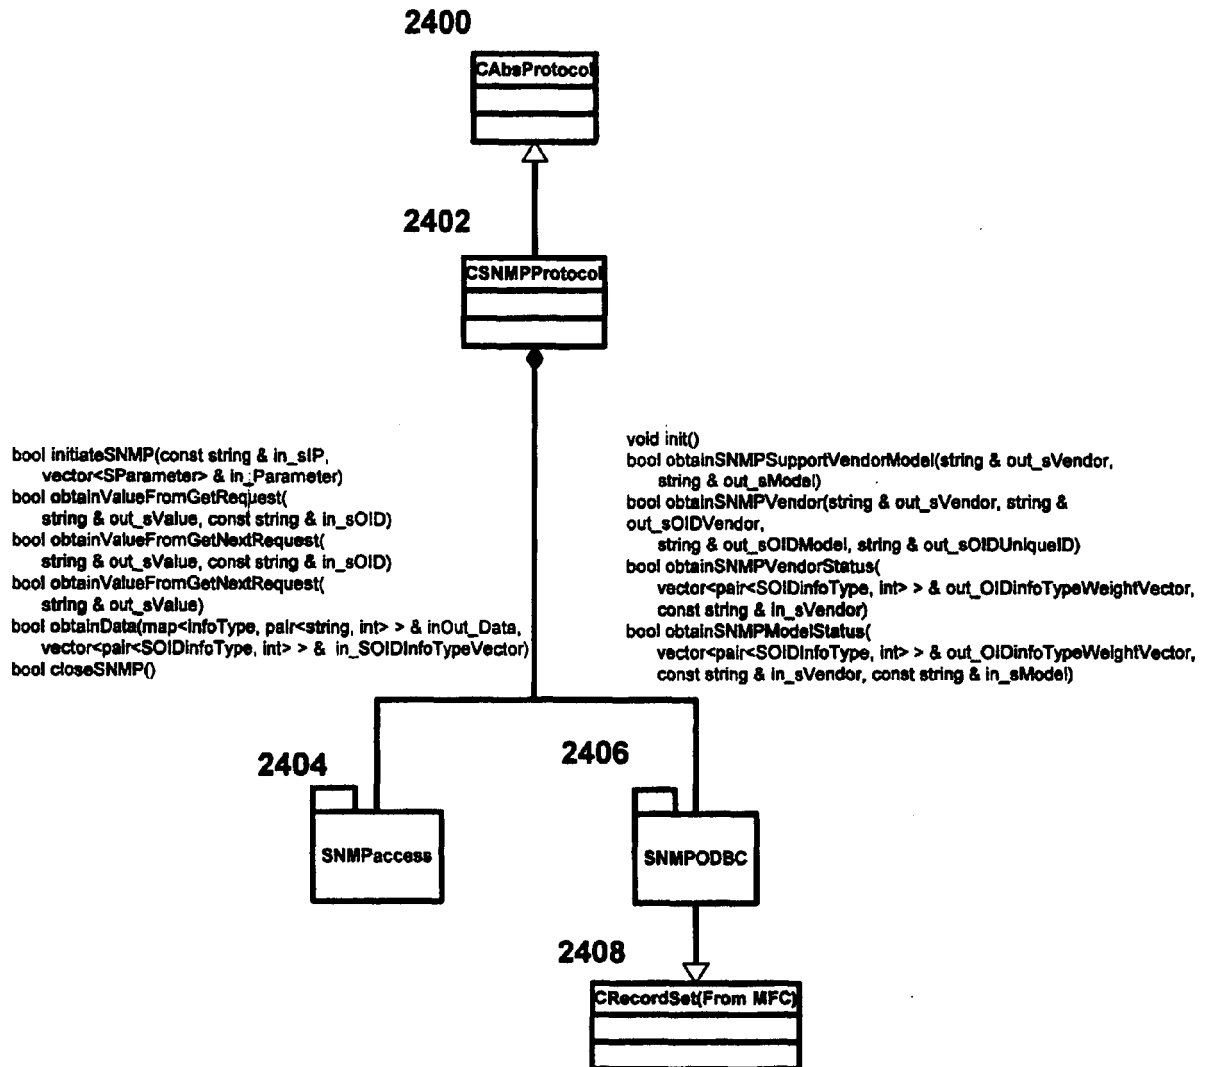 2400
CAbsProtocol
2402
CSNMPProtocol
bool initiateSNMP(const string & in_sIP,
vector<SParameter> & in_Parameter)
bool obtainValueFromGetRequest(
string & out_sValue, const string & in_sOID)
bool obtainValueFromGetNextRequest(
string & out_sValue, const string & in_sOID)
bool obtainValueFromGetNextRequest(
string & out_sValue)
bool obtainData(map<infoType, pair<string, int> > & inOut_Data,
vector<pair<SOIDinfoType, int> > & in_SOIDInfoTypeVector)
bool closeSNMP()
void init()
bool obtainSNMPSupportVendorModel(string & out_sVendor,
string & out_sModel)
bool obtainSNMPVendor(string & out_sVendor, string &
out_sOIDVendor,
string & out_sOIDModel, string & out_sOIDUniqueID)
bool obtainSNMPVendorStatus(
vector<pair<SOIDinfoType, int> > & out_OIDinfoTypeWeightVector,
const string & in_sVendor)
bool obtainSNMPModelStatus(
vector<pair<SOIDinfoType, int> > & out_OIDinfoTypeWeightVector,
const string & in_sVendor, const string & in_sModel)
2404
SNMPaccess
2406
SNMPODBC
2408
CRecordSet(From MFC)